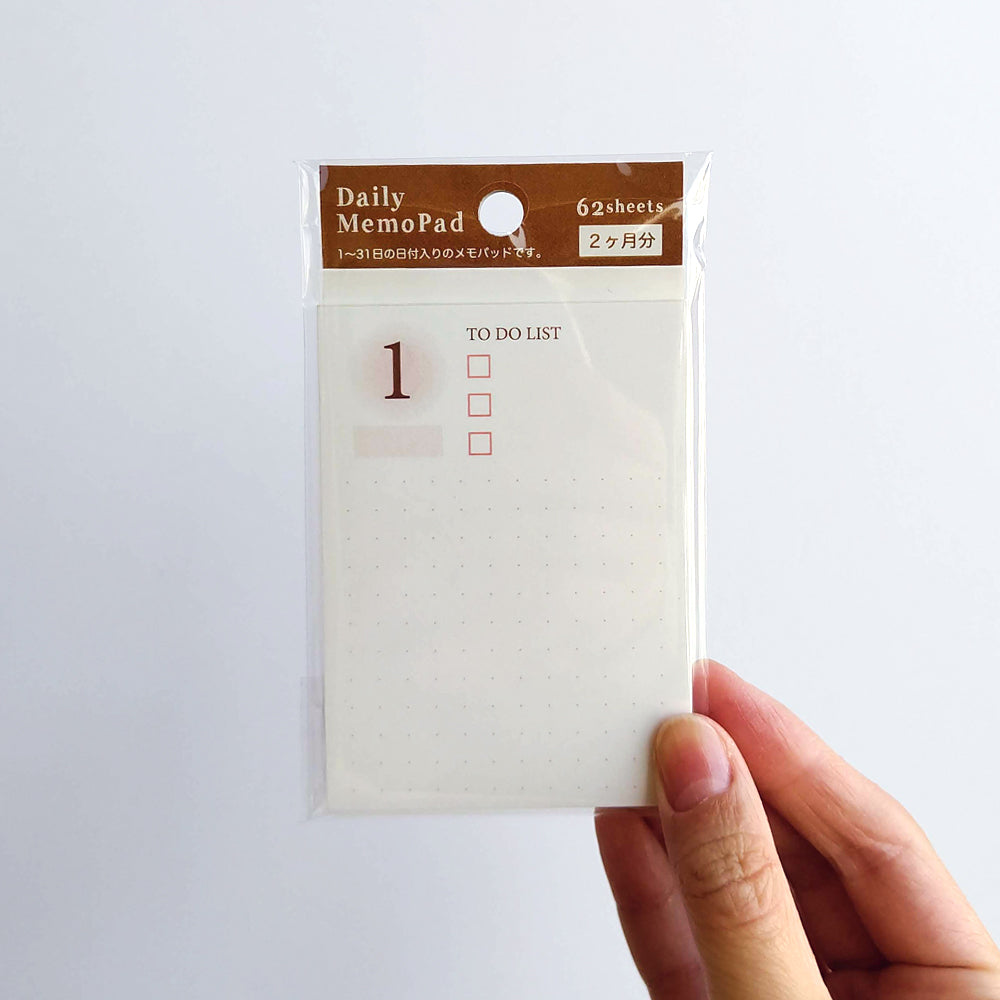 Daily
MemoPad
1〜31日の日付入りのメモパッドです。
62sheets
2ヶ月分
1
TO DO LIST